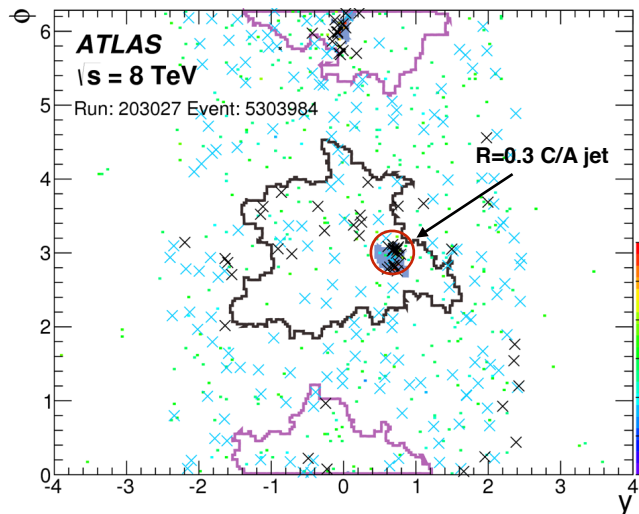 ϕ
6
ATLAS
√s = 8 TeV
Run: 203027 Event: 5303984
5
R=0.3 C/A jet
4
3
2
1
0
-4 -3 -2 -1 0 1 2 3 4
y